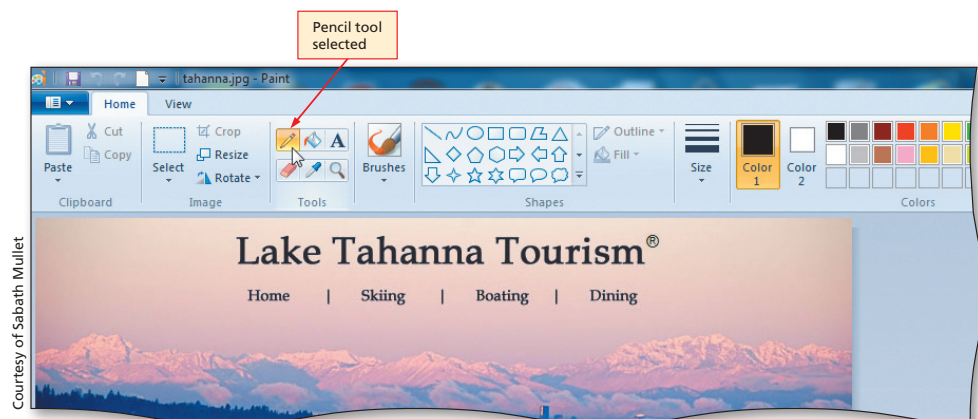 Pencil tool
selected
tahanna.jpg - Paint
Home View
Cut
Copy
Paste
Clipboard
Select
Crop
Resize
Rotate
Image
A
Tools
Brushes
Outline
Fill
Shapes
Size
Color
1
Color
2
Colors
Lake Tahanna Tourism®
Home | Skiing | Boating | Dining
Courtesy of Sabath Mullet